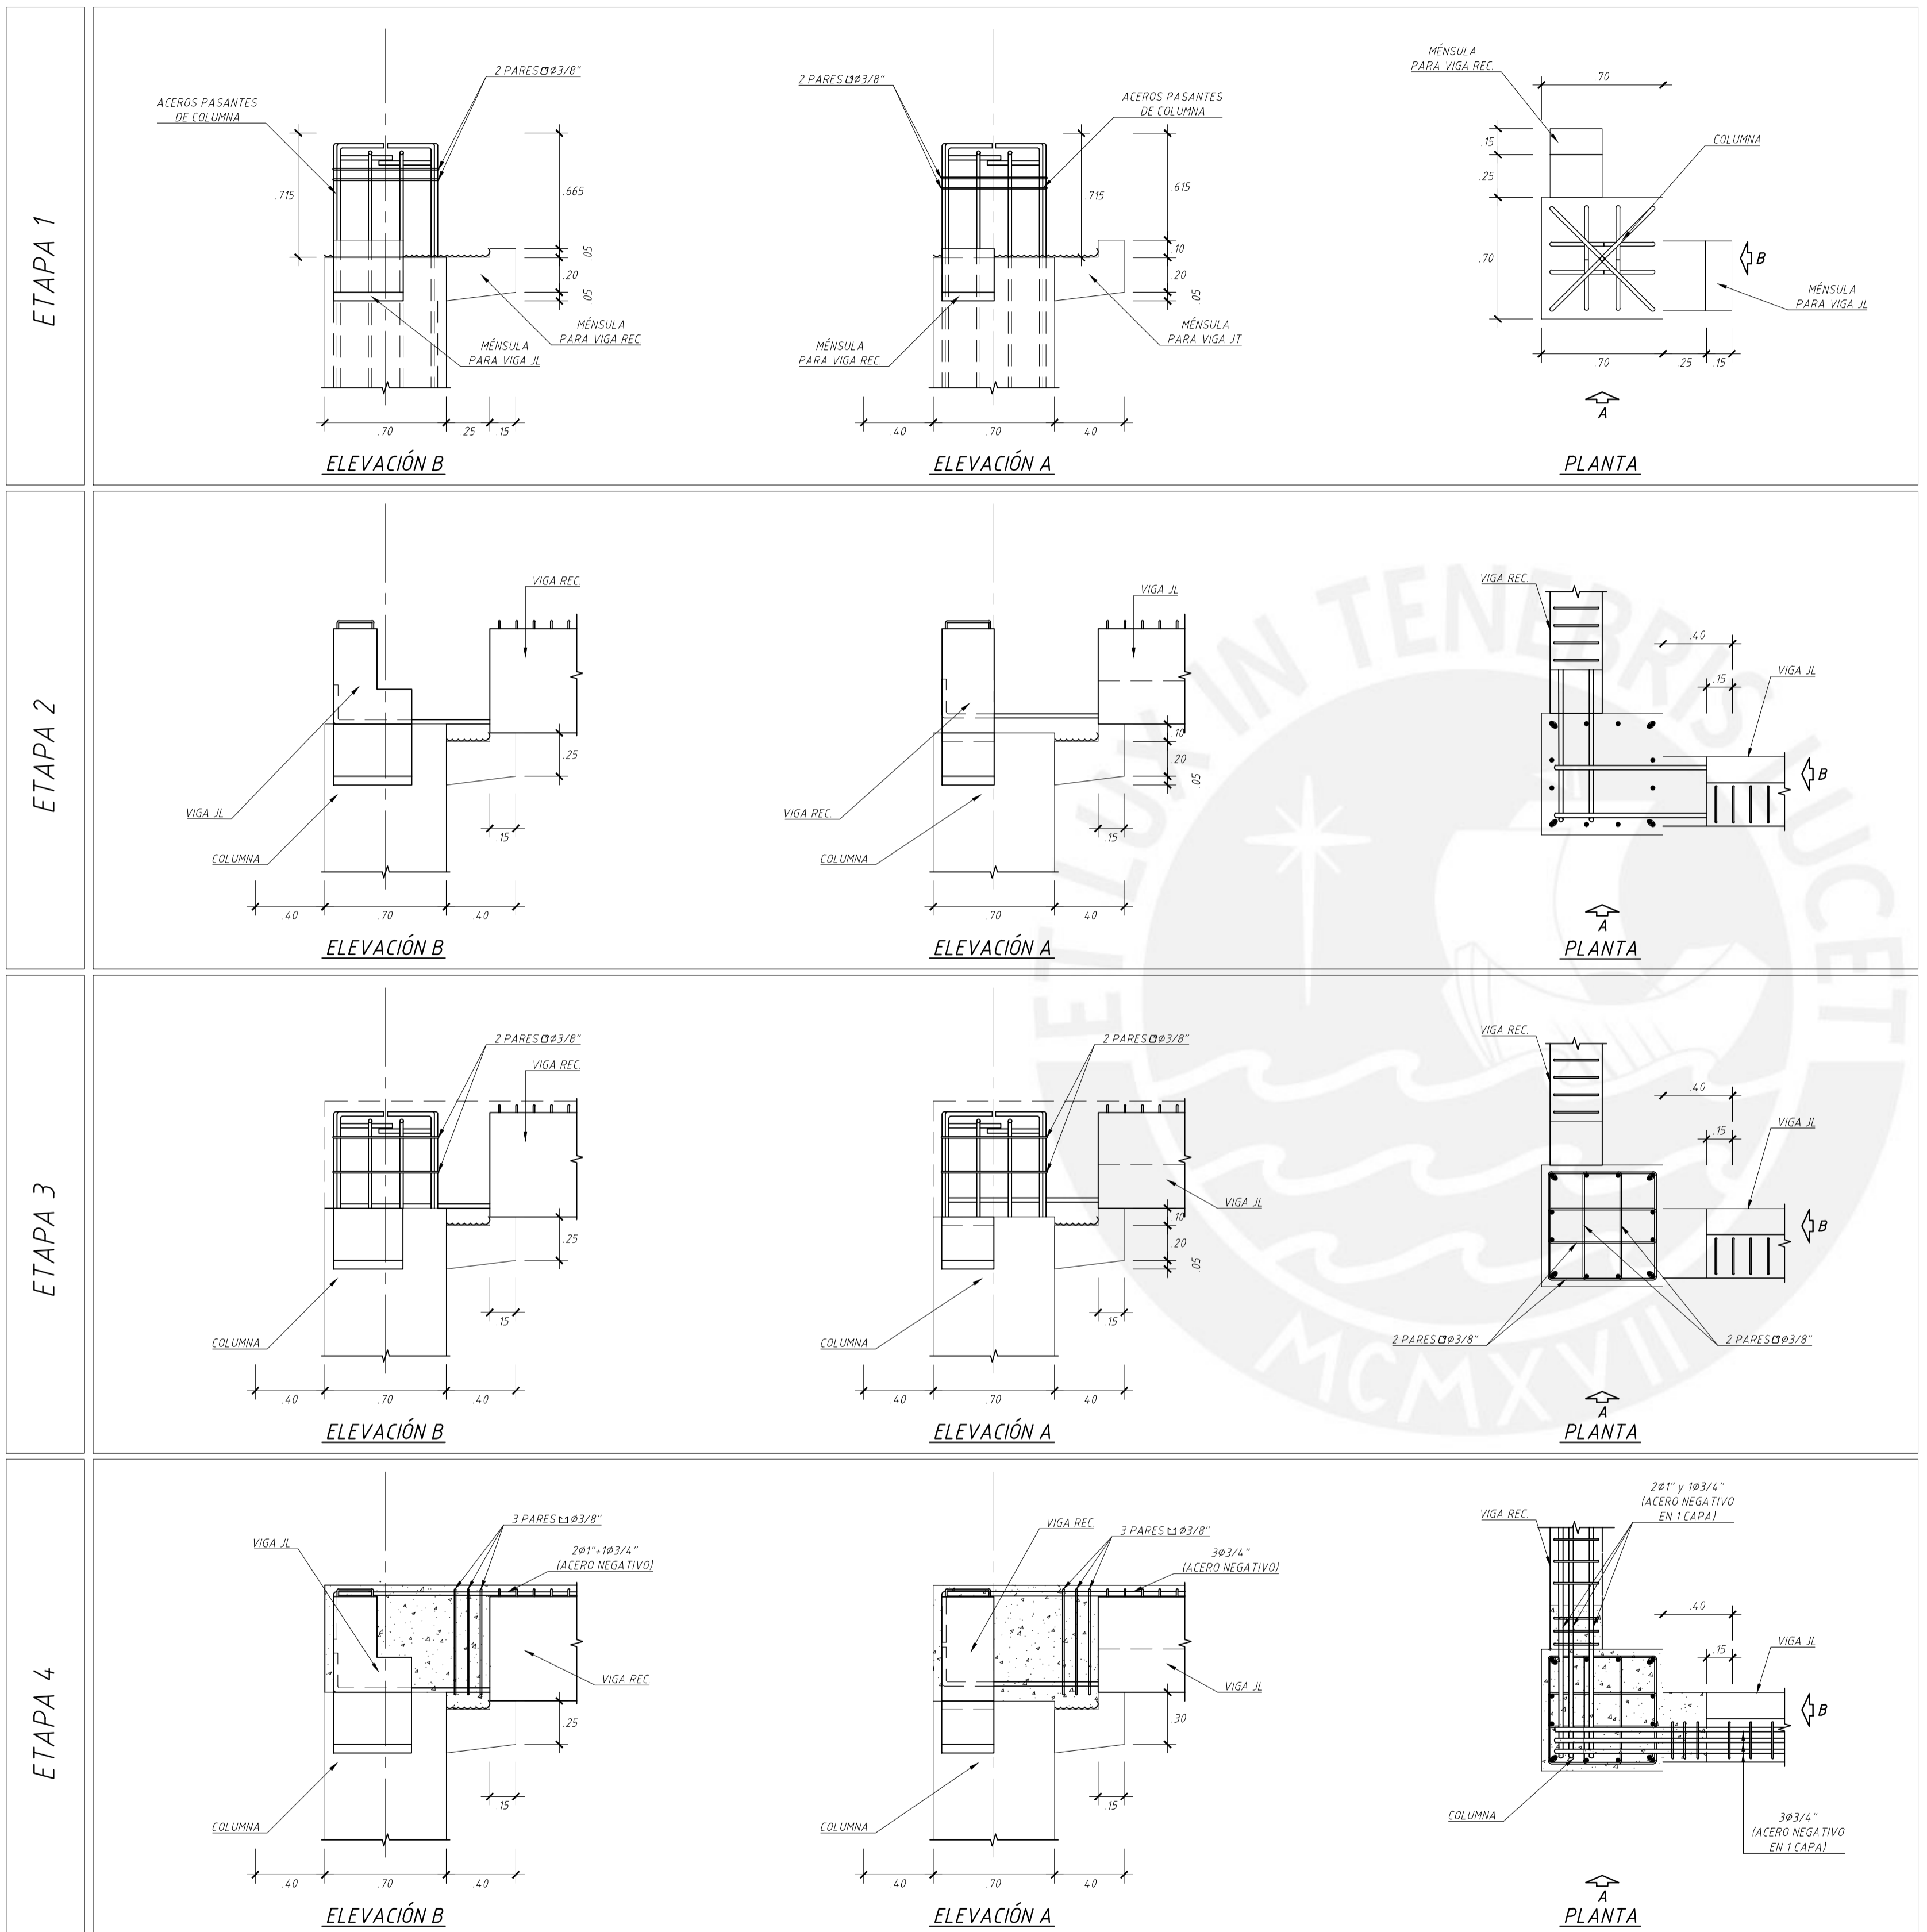 ETAPA 1
2 PARES Ø3/8"
ACEROS PASANTES
DE COLUMNA
.715
.665
.05
.20
.05
MÉNSULA
PARA VIGA REC.
MÉNSULA
PARA VIGA JL
.70
.25
.15
ELEVACIÓN B
2 PARES Ø3/8"
ACEROS PASANTES
DE COLUMNA
.715
.615
.10
.20
.05
MÉNSULA
PARA VIGA REC.
MÉNSULA
PARA VIGA JT
.40
.70
.40
ELEVACIÓN A
MÉNSULA
PARA VIGA REC.
.70
.15
.25
.70
COLUMNA
B
MÉNSULA
PARA VIGA JL
.70
.25
.15
A
PLANTA
ETAPA 2
VIGA REC.
.25
VIGA JL
.15
COLUMNA
.40
.70
.40
ELEVACIÓN B
VIGA JL
.10
.20
.05
VIGA REC.
.15
COLUMNA
.40
.70
.40
ELEVACIÓN A
VIGA REC.
.40
VIGA JL
.15
B
A
PLANTA
ET LUX IN TENEBRIS LUCET
MCMXVII
ETAPA 3
2 PARES Ø3/8"
VIGA REC.
.25
.15
COLUMNA
.40
.70
.40
ELEVACIÓN B
2 PARES Ø3/8"
VIGA JL
.10
.20
.05
.15
COLUMNA
.40
.70
.40
ELEVACIÓN A
VIGA REC.
.40
VIGA JL
.15
B
2 PARES Ø3/8"
2 PARES Ø3/8"
A
PLANTA
ETAPA 4
3 PARES Ø3/8"
VIGA JL
2Ø1"+1Ø3/4"
(ACERO NEGATIVO)
VIGA REC.
.25
.15
COLUMNA
.40
.70
.40
ELEVACIÓN B
VIGA REC.
3 PARES Ø3/8"
3Ø3/4"
(ACERO NEGATIVO)
VIGA JL
.30
.15
COLUMNA
.40
.70
.40
ELEVACIÓN A
2Ø1" y 1Ø3/4"
(ACERO NEGATIVO
EN 1 CAPA)
VIGA REC.
.40
VIGA JL
.15
B
COLUMNA
3Ø3/4"
(ACERO NEGATIVO
EN 1 CAPA)
A
PLANTA